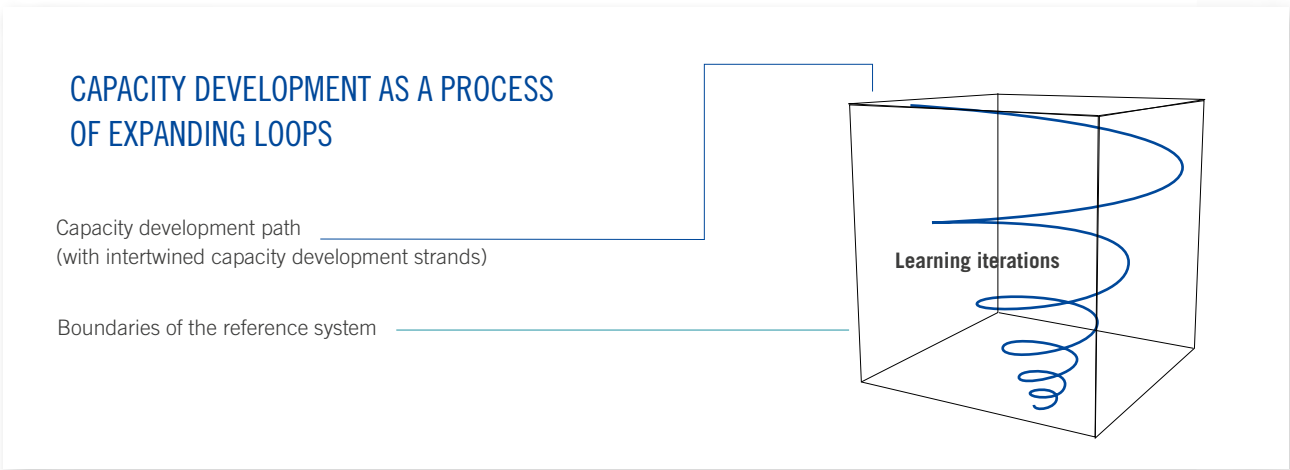 CAPACITY DEVELOPMENT AS A PROCESS
OF EXPANDING LOOPS
Capacity development path
(with intertwined capacity development strands)
Learning iterations
Boundaries of the reference system